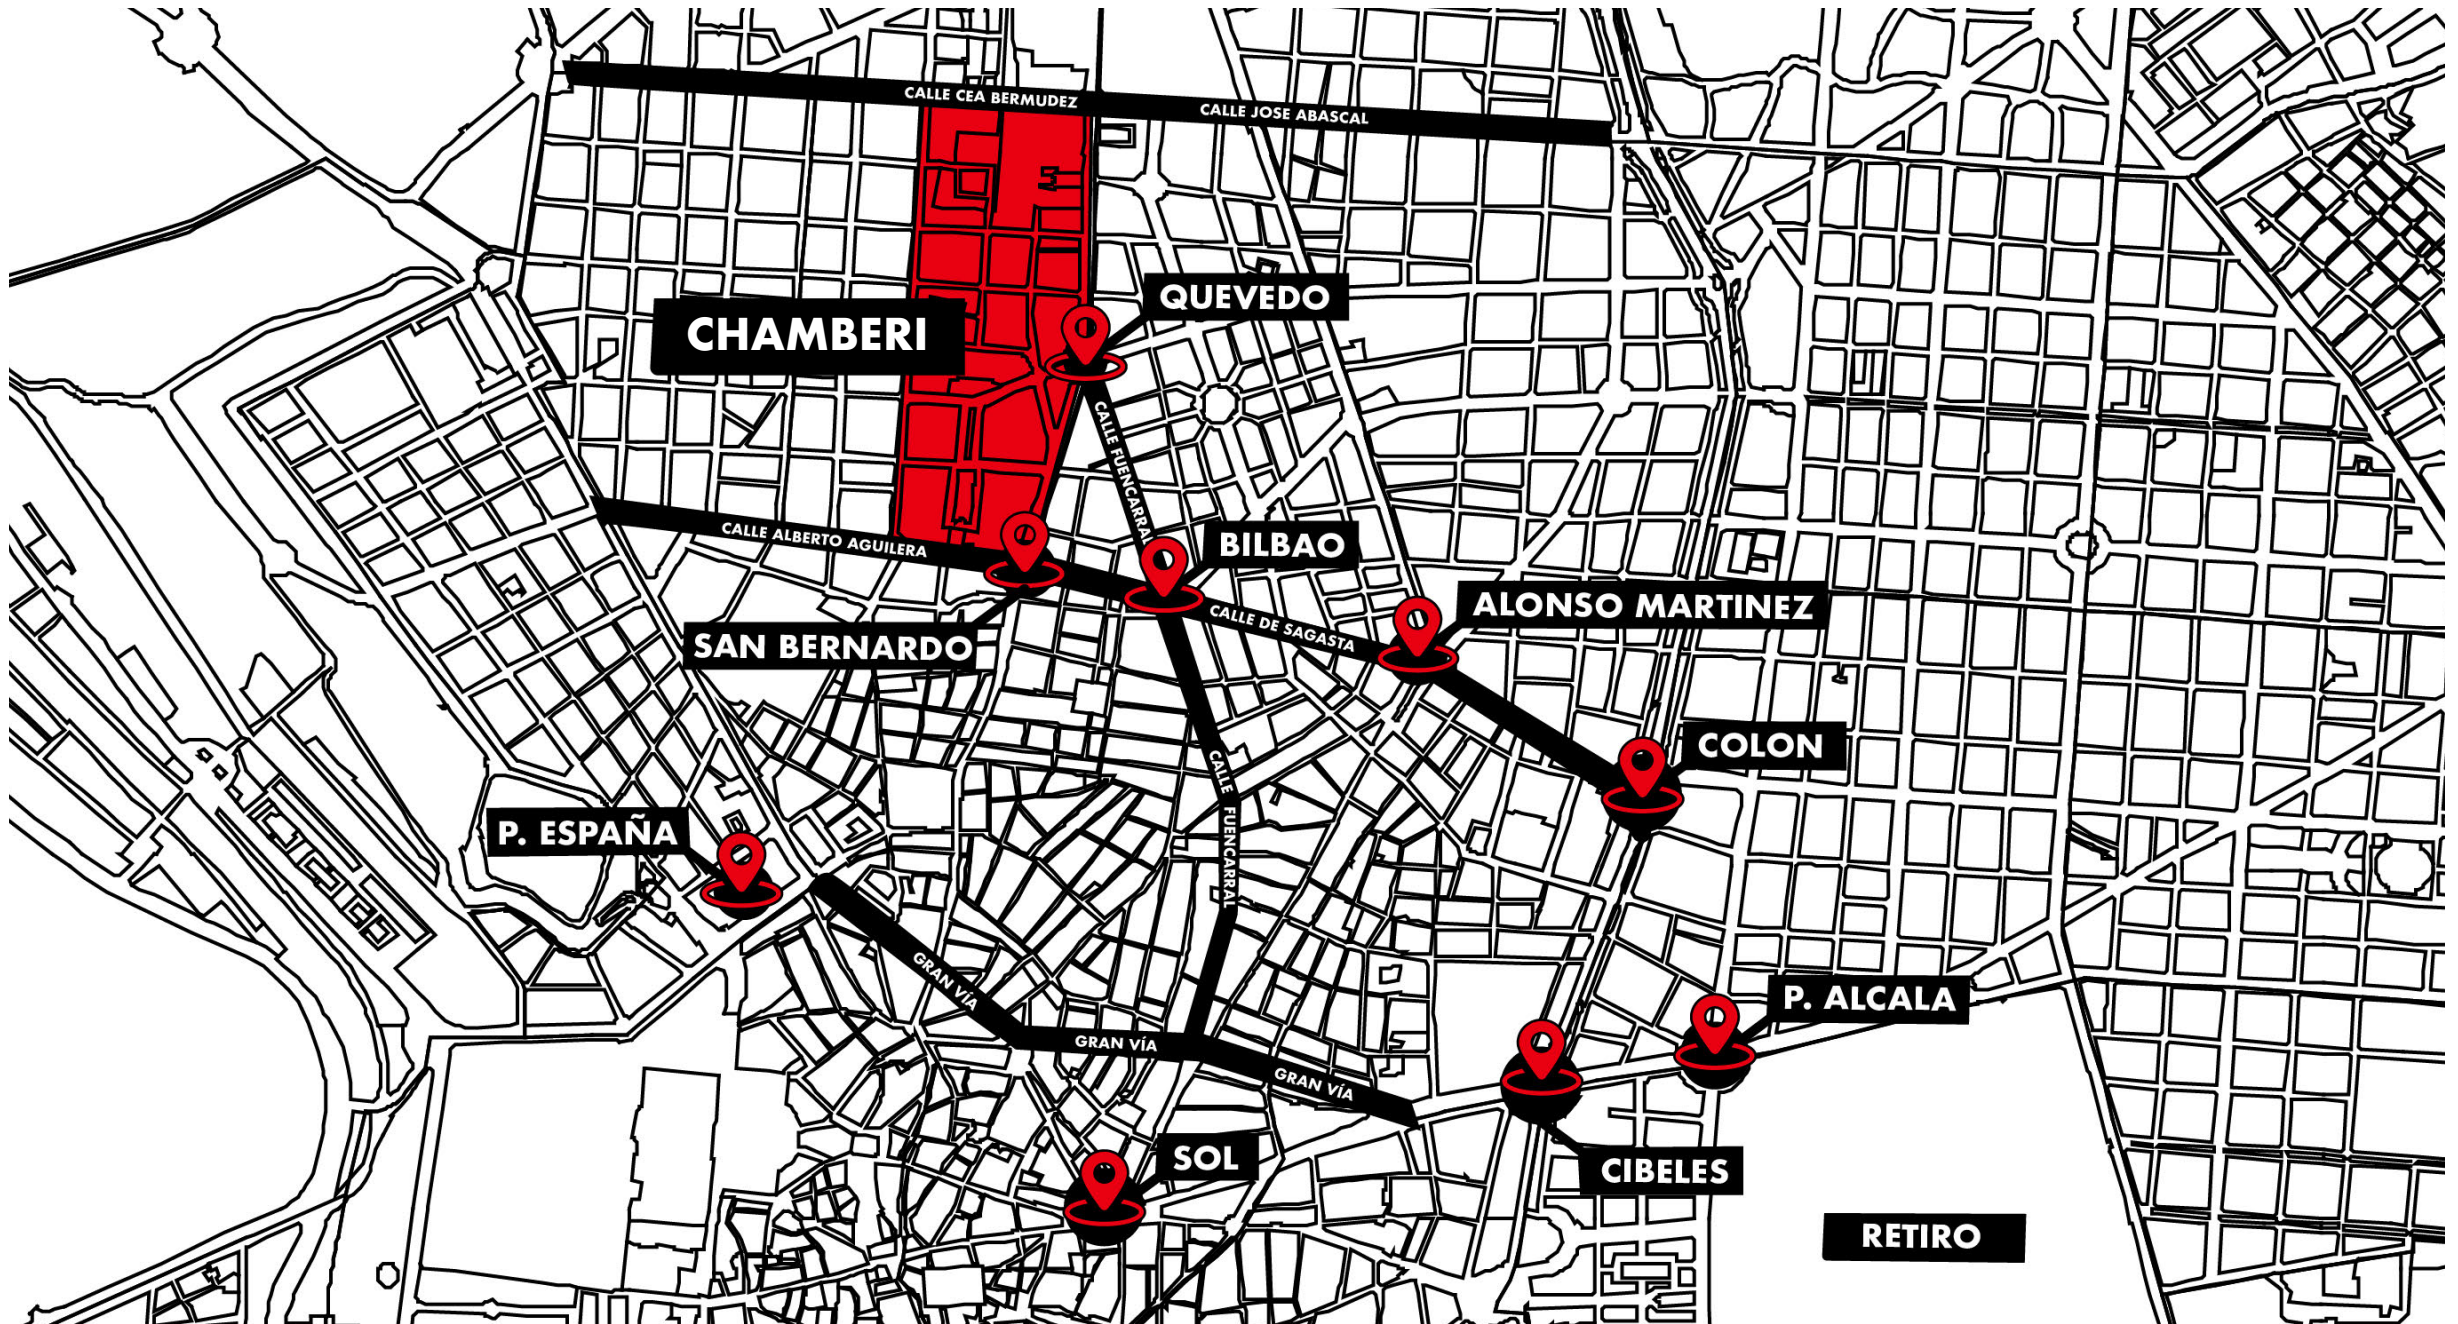 CALLE CEA BERMUDEZ
CALLE JOSE ABASCAL
QUEVEDO
CHAMBERI
CALLE FUENCARRAL
CALLE ALBERTO AGUILERA
BILBAO
CALLE DE SAGASTA
ALONSO MARTINEZ
SAN BERNARDO
COLON
CALLE FUENCARRAL
P. ESPAÑA
GRAN VÍA
P. ALCALA
GRAN VÍA
GRAN VÍA
SOL
CIBELES
RETIRO